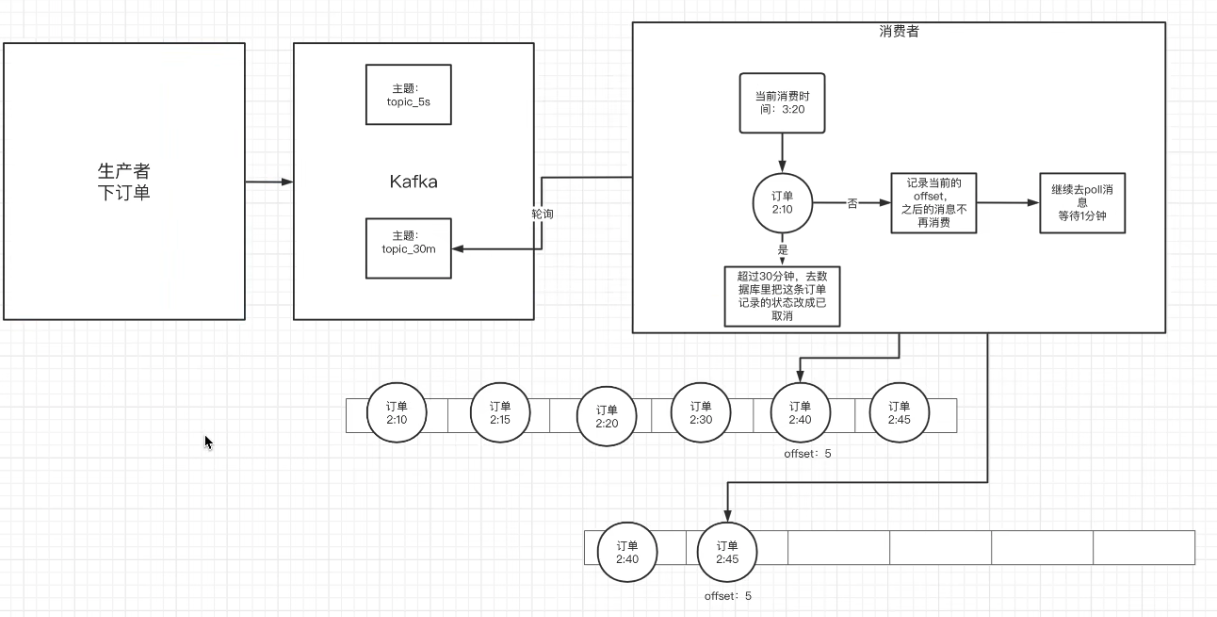 生产者
下订单
主题：
topic_5s
Kafka
主题：
topic_30m
轮询
消费者
当前消费时
间：3:20
订单
2:10
否
记录当前的
offset，
之后的消息不
再消费
继续去poll消
息
等待1分钟
是
超过30分钟，去数
据库里把这条订单
记录的状态改成已
取消
订单
2:10
订单
2:15
订单
2:20
订单
2:30
订单
2:40
订单
2:45
offset：5
订单
2:40
订单
2:45
offset：5